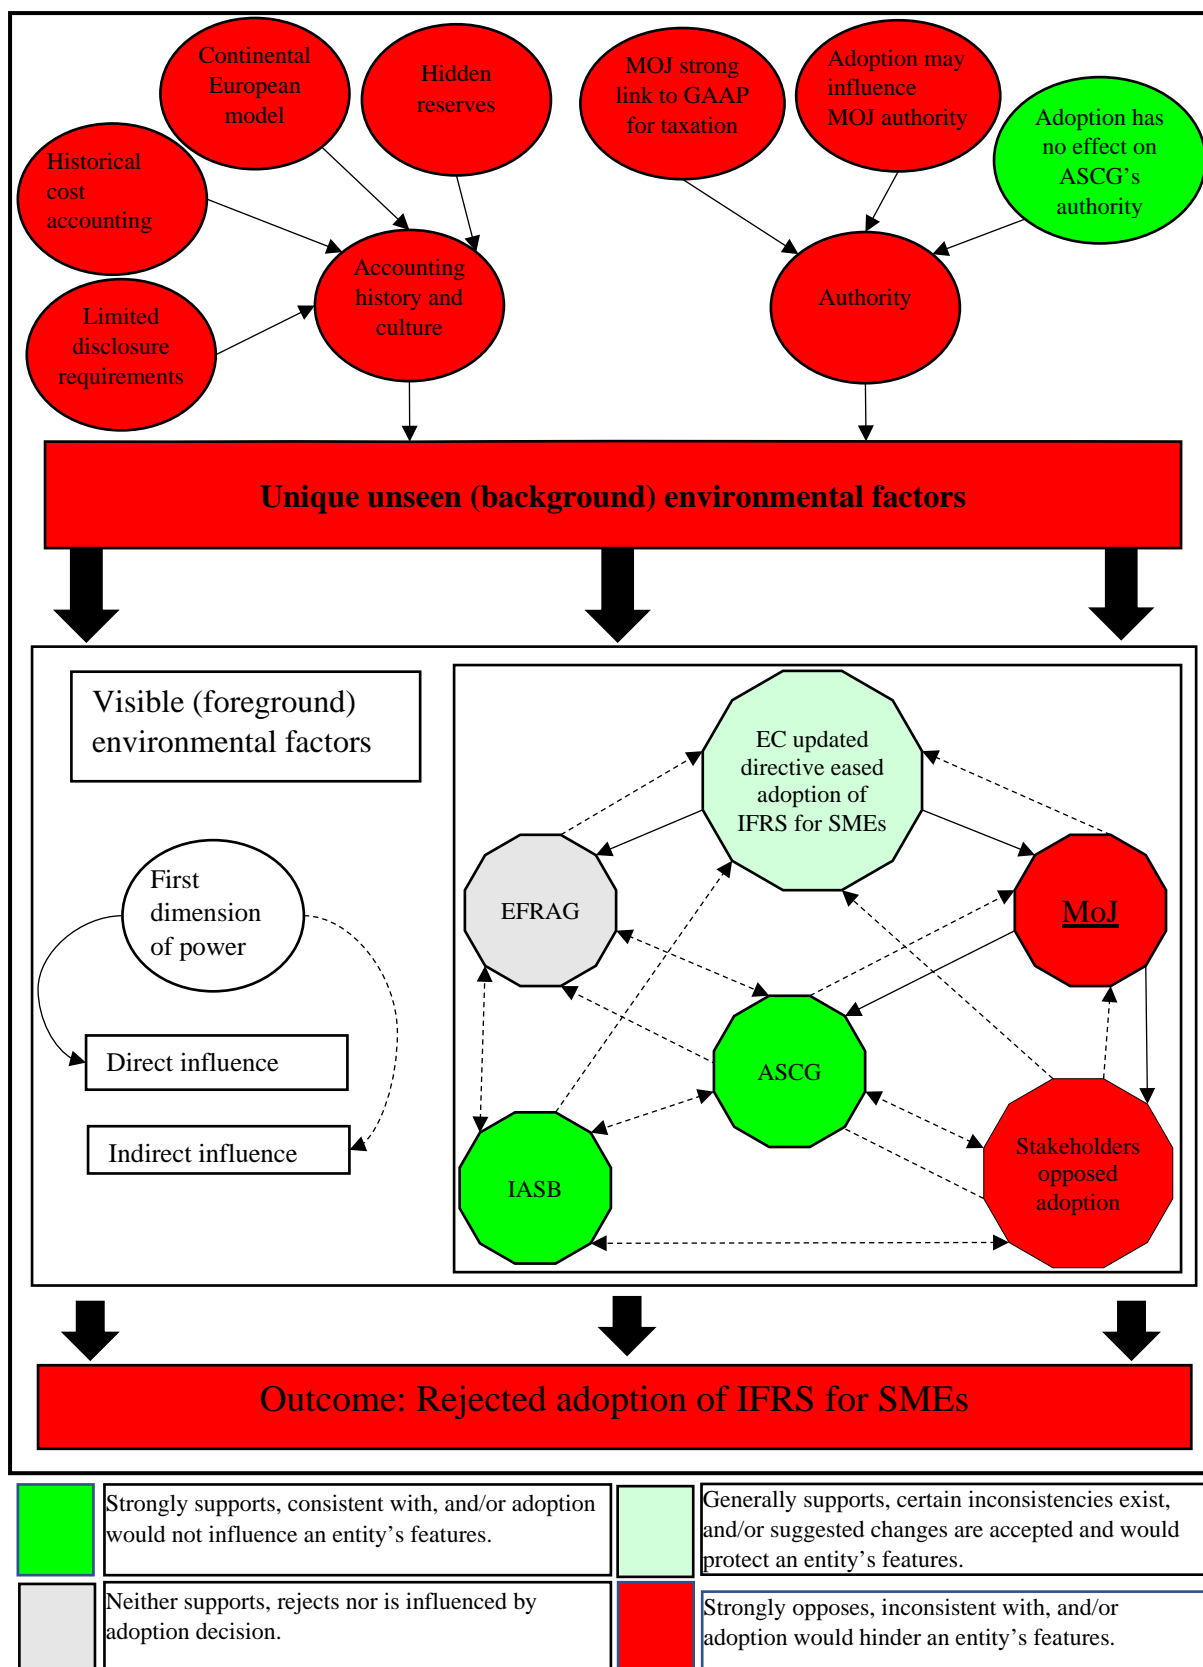 Continental
European
model
Hidden
reserves
MOJ strong
link to GAAP
for taxation
Adoption may
influence
MOJ authority
Adoption has
no effect on
ASCG's
authority
Historical
cost
accounting
Limited
disclosure
requirements
Accounting
history and
culture
Authority
Unique unseen (background) environmental factors
Visible (foreground)
environmental factors
First
dimension
of power
Direct influence
Indirect influence
EC updated
directive eased
adoption of
IFRS for SMEs
EFRAG
MoJ
ASCG
IASB
Stakeholders
opposed
adoption
Outcome: Rejected adoption of IFRS for SMEs
Strongly supports, consistent with, and/or adoption
would not influence an entity's features.
Generally supports, certain inconsistencies exist,
and/or suggested changes are accepted and would
protect an entity's features.
Neither supports, rejects nor is influenced by
adoption decision.
Strongly opposes, inconsistent with, and/or
adoption would hinder an entity's features.